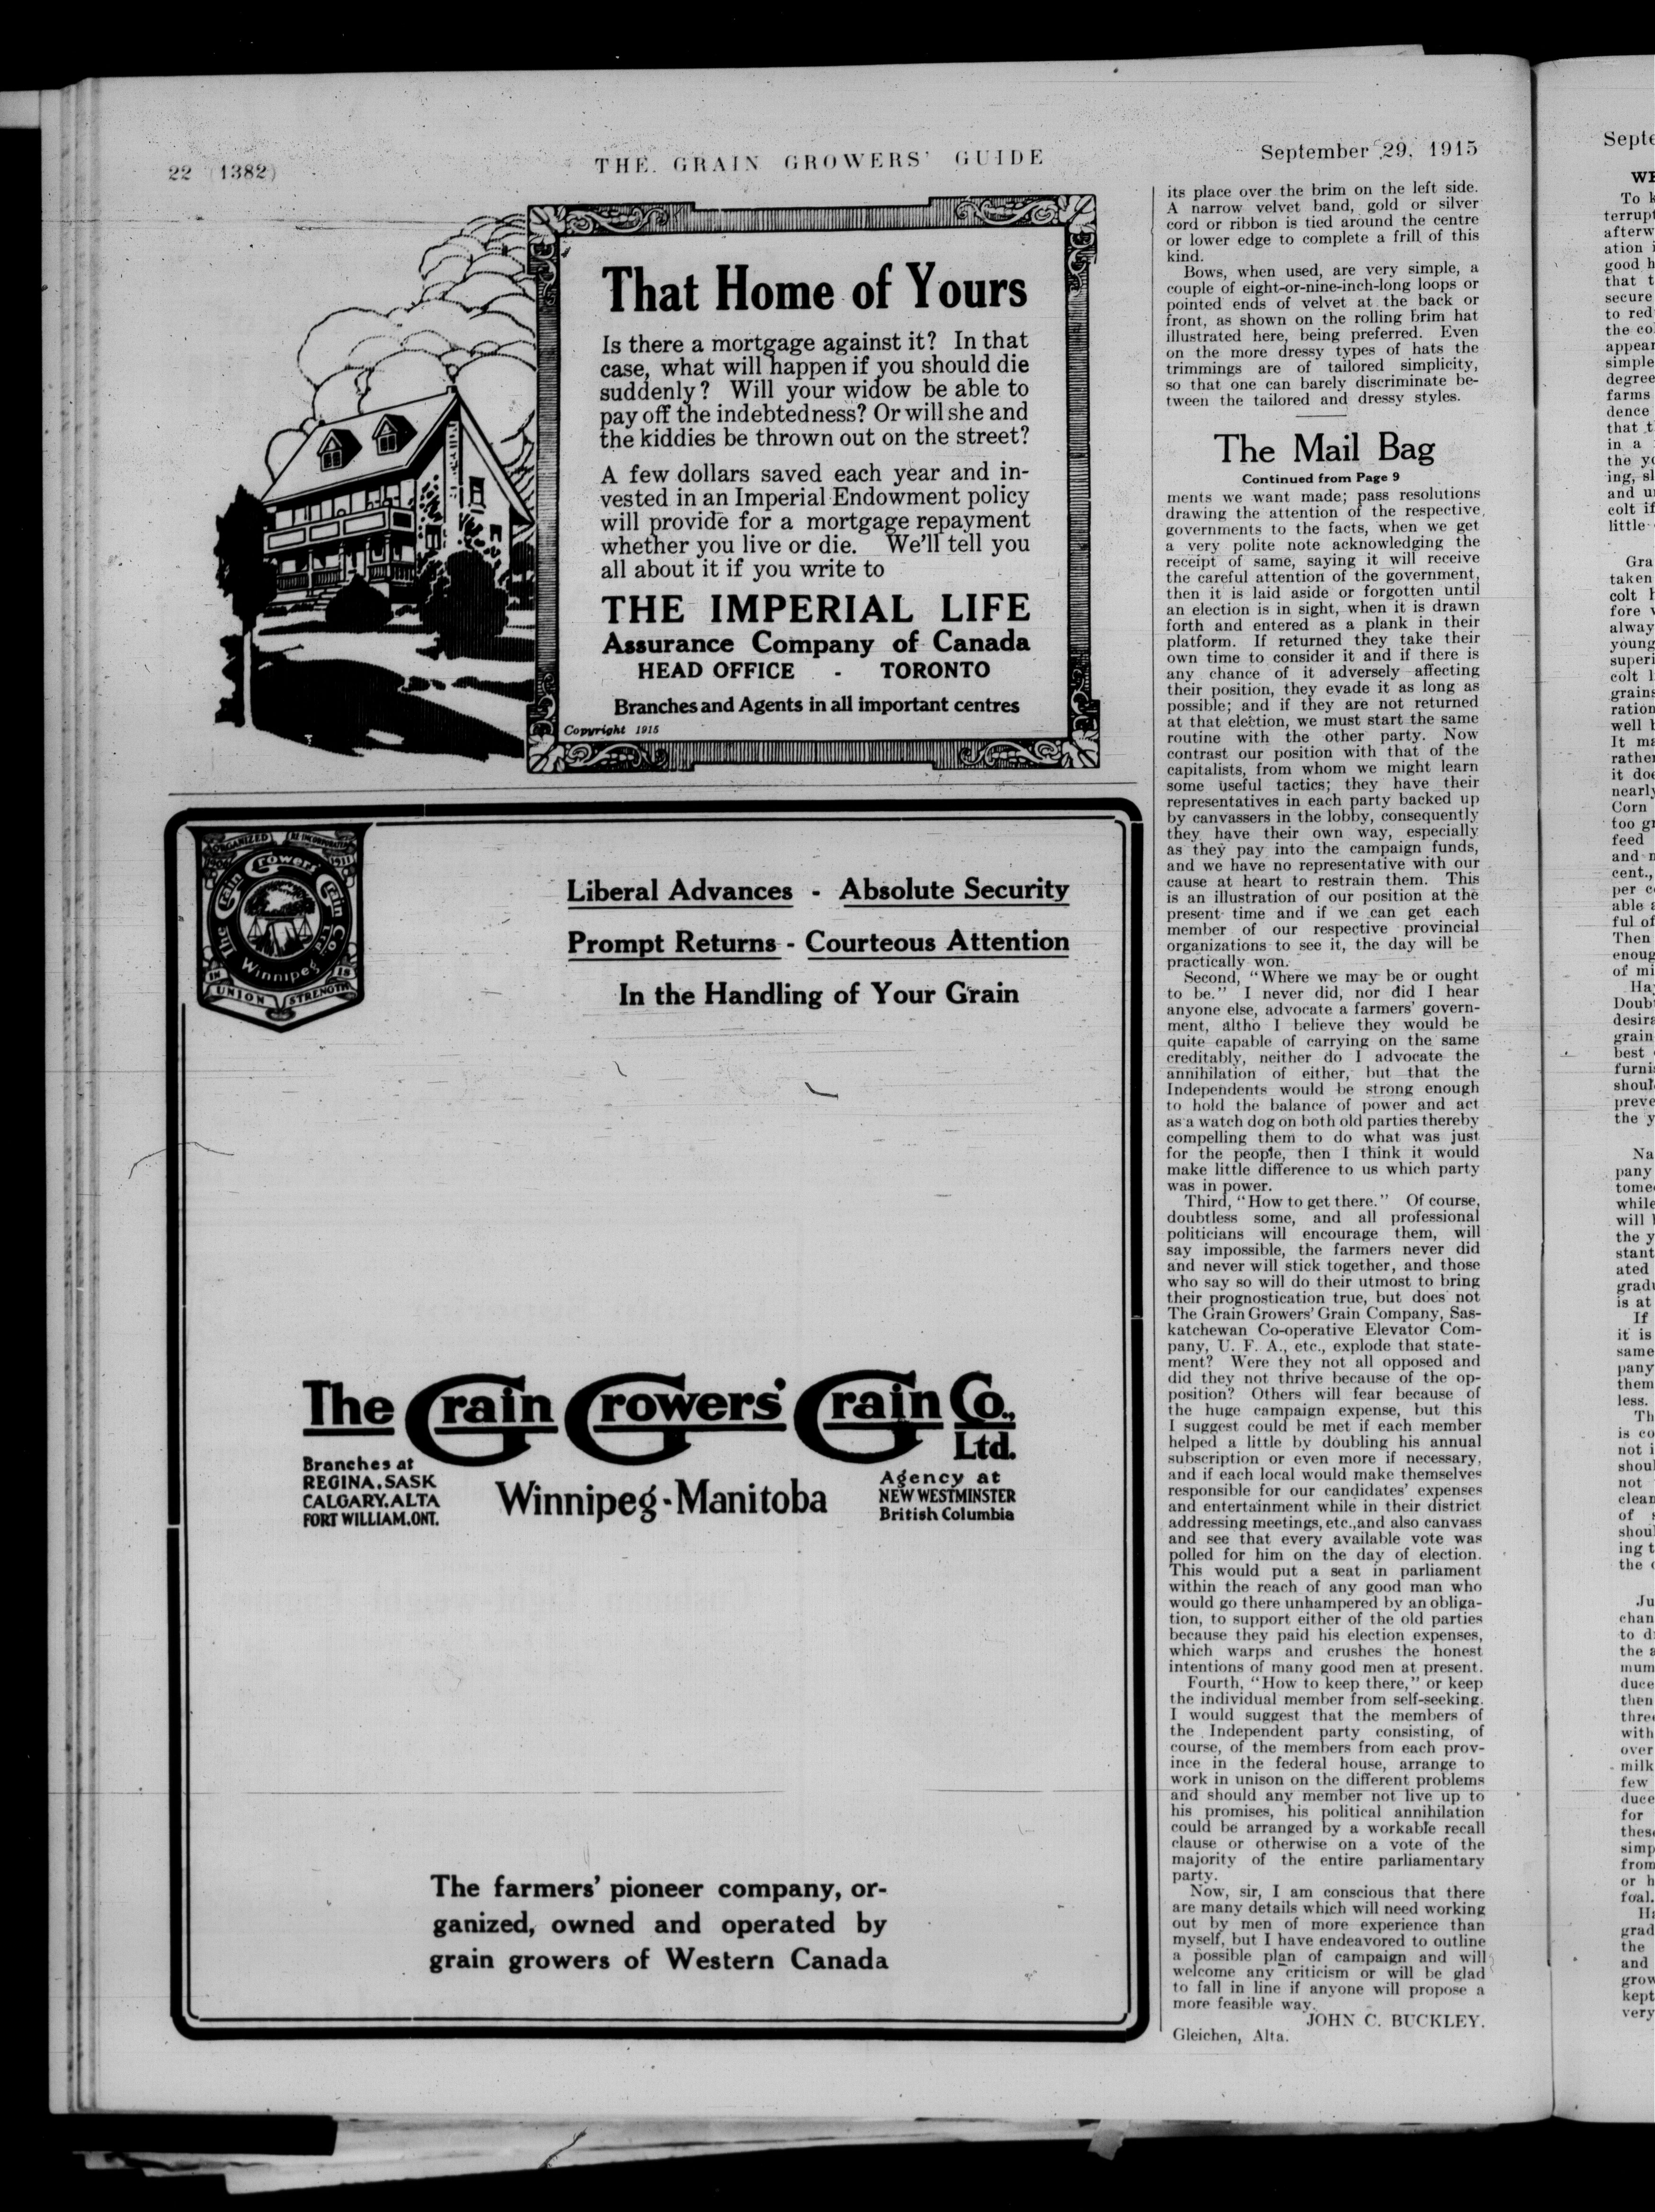 22 (1382)
THE GRAIN GROWERS' GUIDE
September 29, 1915
That Home of Yours
Is there a mortgage against it? In that
case, what will happen if you should die
suddenly? Will your widow be able to
pay off the indebtedness? Or will she and
the kiddies be thrown out on the street?
A few dollars saved each year and in-
vested in an Imperial Endowment policy
will provide for a mortgage repayment
whether you live or die. We'll tell you
all about it if you write to
THE IMPERIAL LIFE
Assurance Company of Canada
HEAD OFFICE - TORONTO
Branches and Agents in all important centres
Copyright 1915
ORGANIZED
1911
The Grain Growers Grain Co. Ltd.
Winnipeg
IN UNION IS STRENGTH
Liberal Advances - Absolute Security
Prompt Returns - Courteous Attention
In the Handling of Your Grain
The Grain Growers' Grain Co.,
Ltd.
Branches at
REGINA, SASK
CALGARY, ALTA
FORT WILLIAM, ONT.
Winnipeg-Manitoba
Agency at
NEW WESTMINSTER
British Columbia
The farmers' pioneer company, or-
ganized, owned and operated by
grain growers of Western Canada
its place over the brim on the left side.
A narrow velvet band, gold or silver
cord or ribbon is tied around the centre
or lower edge to complete a frill of this
kind.
Bows, when used, are very simple, a
couple of eight-or-nine-inch-long loops or
pointed ends of velvet at the back or
front, as shown on the rolling brim hat
illustrated here, being preferred. Even
on the more dressy types of hats the
trimmings are of tailored simplicity,
so that one can barely discriminate be-
tween the tailored and dressy styles.
The Mail Bag
Continued from Page 9
ments we want made; pass resolutions
drawing the attention of the respective
governments to the facts, when we get
a very polite note acknowledging the
receipt of same, saying it will receive
the careful attention of the government,
then it is laid aside or forgotten until
an election is in sight, when it is drawn
forth and entered as a plank in their
platform. If returned they take their
own time to consider it and if there is
any chance of it adversely affecting
their position, they evade it as long as
possible; and if they are not returned
at that election, we must start the same
routine with the other party. Now
contrast our position with that of the
capitalists, from whom we might learn
some useful tactics; they have their
representatives in each party backed up
by canvassers in the lobby, consequently
they have their own way, especially
as they pay into the campaign funds,
and we have no representative with our
cause at heart to restrain them. This
is an illustration of our position at the
present time and if we can get each
member of our respective provincial
organizations to see it, the day will be
practically won.
Second, "Where we may be or ought
to be." I never did, nor did I hear
anyone else, advocate a farmers' govern-
ment, altho I believe they would be
quite capable of carrying on the same
creditably, neither do I advocate the
annihilation of either, but that the
Independents would be strong enough
to hold the balance of power and act
as a watch dog on both old parties thereby
compelling them to do what was just
for the people, then I think it would
make little difference to us which party
was in power.
Third, "How to get there." Of course,
doubtless some, and all professional
politicians will encourage them, will
say impossible, the farmers never did
and never will stick together, and those
who say so will do their utmost to bring
their prognostication true, but does not
The Grain Growers' Grain Company, Sas-
katchewan Co-operative Elevator Com-
pany, U. F. A., etc., explode that state-
ment? Were they not all opposed and
did they not thrive because of the op-
position? Others will fear because of
the huge campaign expense, but this
I suggest could be met if each member
helped a little by doubling his annual
subscription or even more if necessary,
and if each local would make themselves
responsible for our candidates' expenses
and entertainment while in their district
addressing meetings, etc., and also canvass
and see that every available vote was
polled for him on the day of election.
This would put a seat in parliament
within the reach of any good man who
would go there unhampered by an obliga-
tion, to support either of the old parties
because they paid his election expenses,
which warps and crushes the honest
intentions of many good men at present.
Fourth, "How to keep there," or keep
the individual member from self-seeking.
I would suggest that the members of
the Independent party consisting, of
course, of the members from each prov-
ince in the federal house, arrange to
work in unison on the different problems
and should any member not live up to
his promises, his political annihilation
could be arranged by a workable recall
clause or otherwise on a vote of the
majority of the entire parliamentary
party.
Now, sir, I am conscious that there
are many details which will need working
out by men of more experience than
myself, but I have endeavored to outline
a possible plan of campaign and will
welcome any criticism or will be glad
to fall in line if anyone will propose a
more feasible way.
JOHN C. BUCKLEY.
Gleichen, Alta.